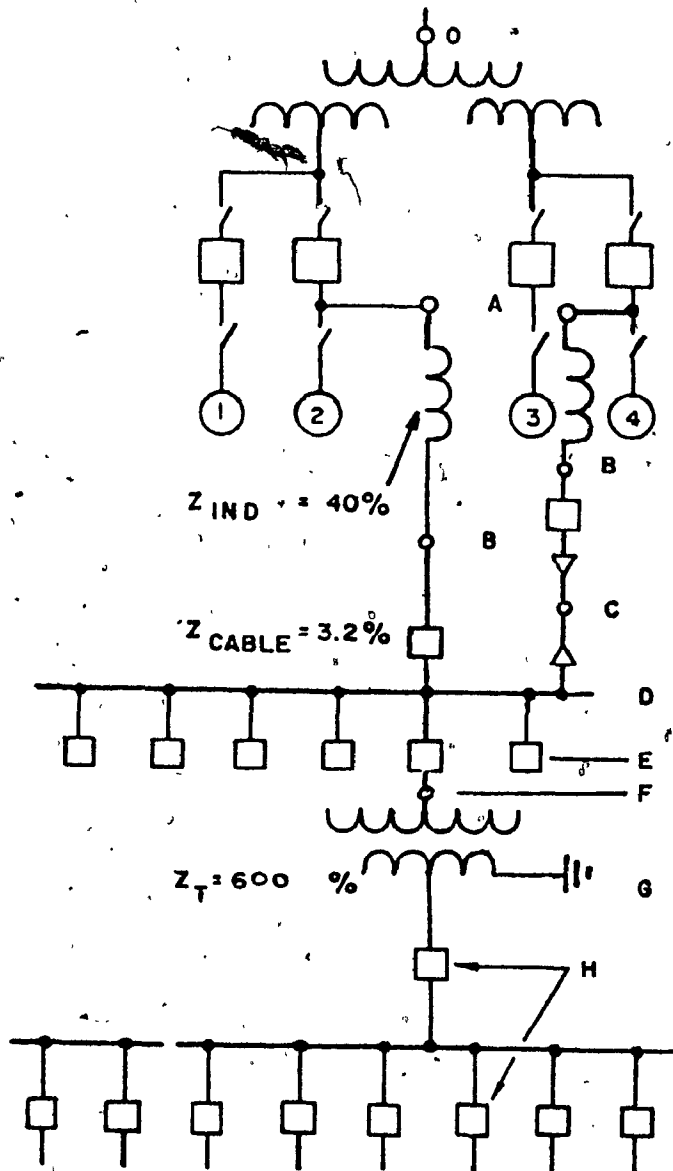 O
A
1
2
3
4
B
Z IND = 40%
B
C
Z CABLE = 3.2%
D
E
F
Z T = 600 %
G
H